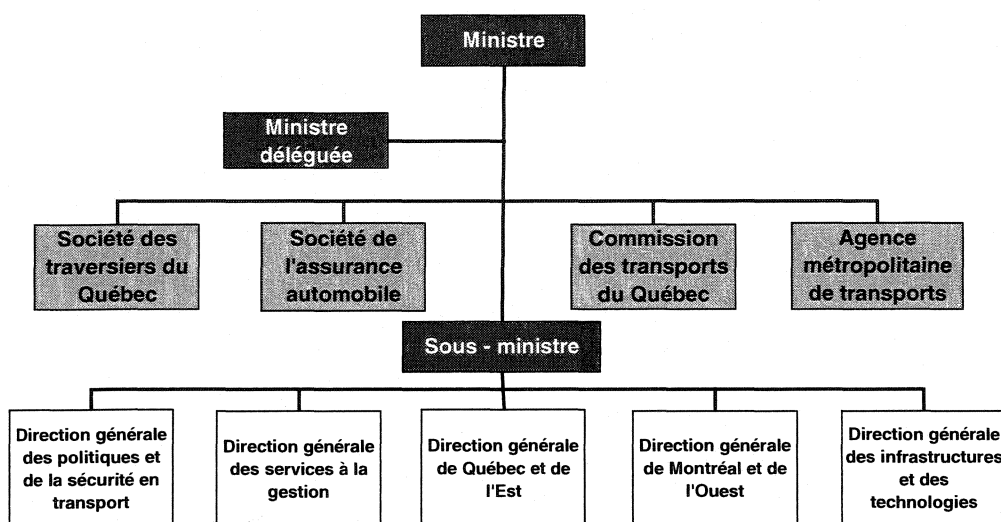 Ministre
Ministre
déléguée
Société des
traversiers du
Québec
Société de
l'assurance
automobile
Commission
des transports
du Québec
Agence
métropolitaine
de transports
Sous - ministre
Direction générale
des politiques et
de la sécurité en
transport
Direction générale
des services à la
gestion
Direction générale
de Québec et de
l'Est
Direction générale
de Montréal et de
l'Ouest
Direction générale
des infrastructures
et des
technologies